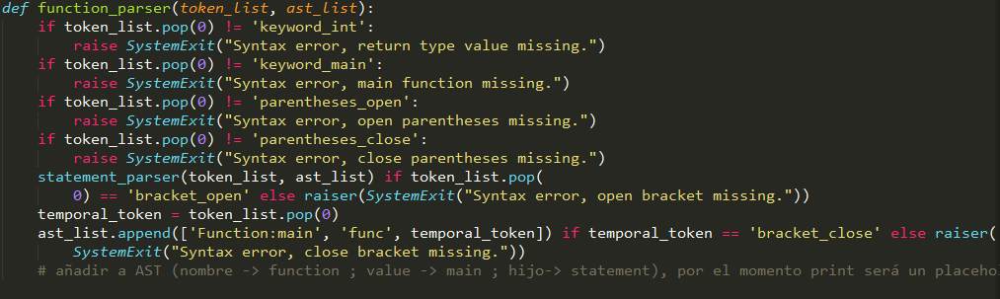 def function_parser(token_list, ast_list):
    if token_list.pop(0) != 'keyword_int':
        raise SystemExit("Syntax error, return type value missing.")
    if token_list.pop(0) != 'keyword_main':
        raise SystemExit("Syntax error, main function missing.")
    if token_list.pop(0) != 'parentheses_open':
        raise SystemExit("Syntax error, open parentheses missing.")
    if token_list.pop(0) != 'parentheses_close':
        raise SystemExit("Syntax error, close parentheses missing.")
    statement_parser(token_list, ast_list) if token_list.pop(
        0) == 'bracket_open' else raiser(SystemExit("Syntax error, open bracket missing."))
    temporal_token = token_list.pop(0)
    ast_list.append(['Function:main', 'func', temporal_token]) if temporal_token == 'bracket_close' else raiser(
        SystemExit("Syntax error, close bracket missing."))
    # añadir a AST (nombre -> function ; value -> main ; hijo-> statement), por el momento print será un placeho